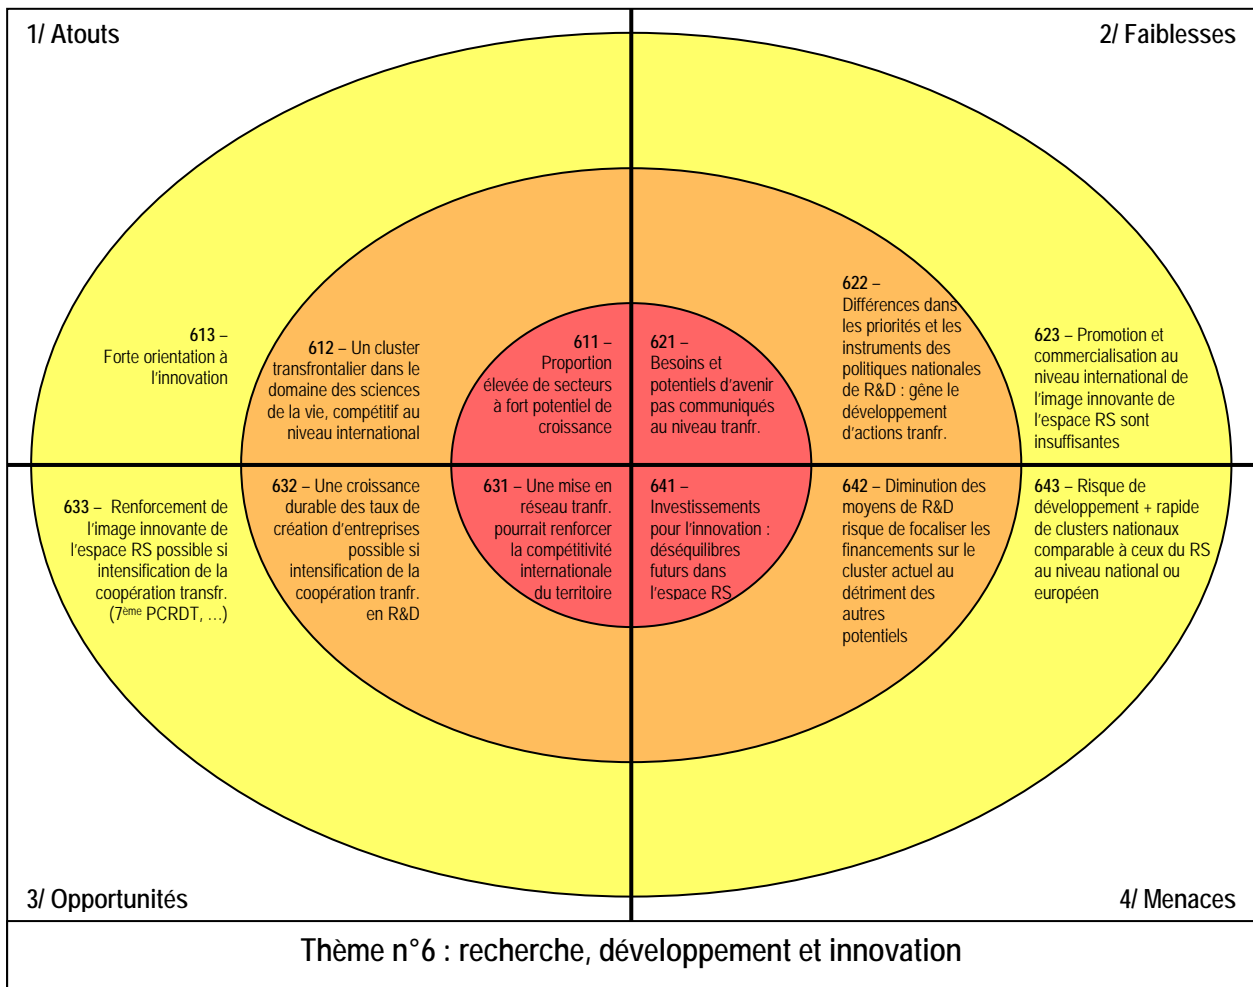 1/ Atouts
2/ Faiblesses
613 –
Forte orientation à
l'innovation
612 – Un cluster
transfrontalier dans le
domaine des sciences
de la vie, compétitif au
niveau international
611 –
Proportion
élevée de secteurs
à fort potentiel de
croissance
621 –
Besoins et
potentiels d'avenir
pas communiqués
au niveau tranfr.
622 –
Différences dans
les priorités et les
instruments des
politiques nationales
de R&D : gêne le
développement
d'actions tranfr.
623 – Promotion et
commercialisation au
niveau international de
l'image innovante de
l'espace RS sont
insuffisantes
633 – Renforcement de
l'image innovante de
l'espace RS possible si
intensification de la
coopération transfr.
(7ème PCRDT, …)
632 – Une croissance
durable des taux de
création d'entreprises
possible si
intensification de la
coopération tranfr.
en R&D
631 – Une mise en
réseau tranfr.
pourrait renforcer
la compétitivité
internationale
du territoire
641 –
Investissements
pour l'innovation :
déséquilibres
futurs dans
l'espace RS
642 – Diminution des
moyens de R&D
risque de focaliser les
financements sur le
cluster actuel au
détriment des
autres
potentiels
643 – Risque de
développement + rapide
de clusters nationaux
comparable à ceux du RS
au niveau national ou
européen
3/ Opportunités
4/ Menaces
Thème n°6 : recherche, développement et innovation